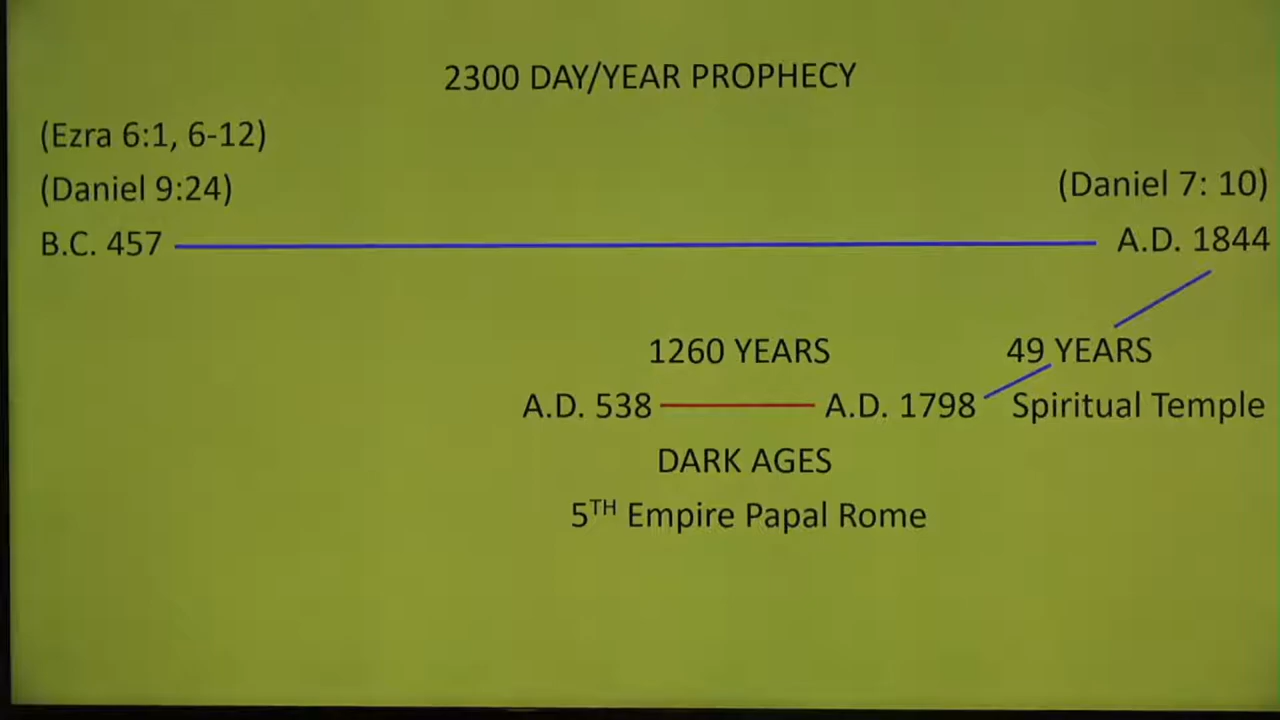 2300 DAY/YEAR PROPHECY
(Ezra 6:1, 6-12)
(Daniel 9:24)
(Daniel 7: 10)
B.C. 457
A.D. 1844
1260 YEARS
49 YEARS
A.D. 538
A.D. 1798
Spiritual Temple
DARK AGES
5TH Empire Papal Rome